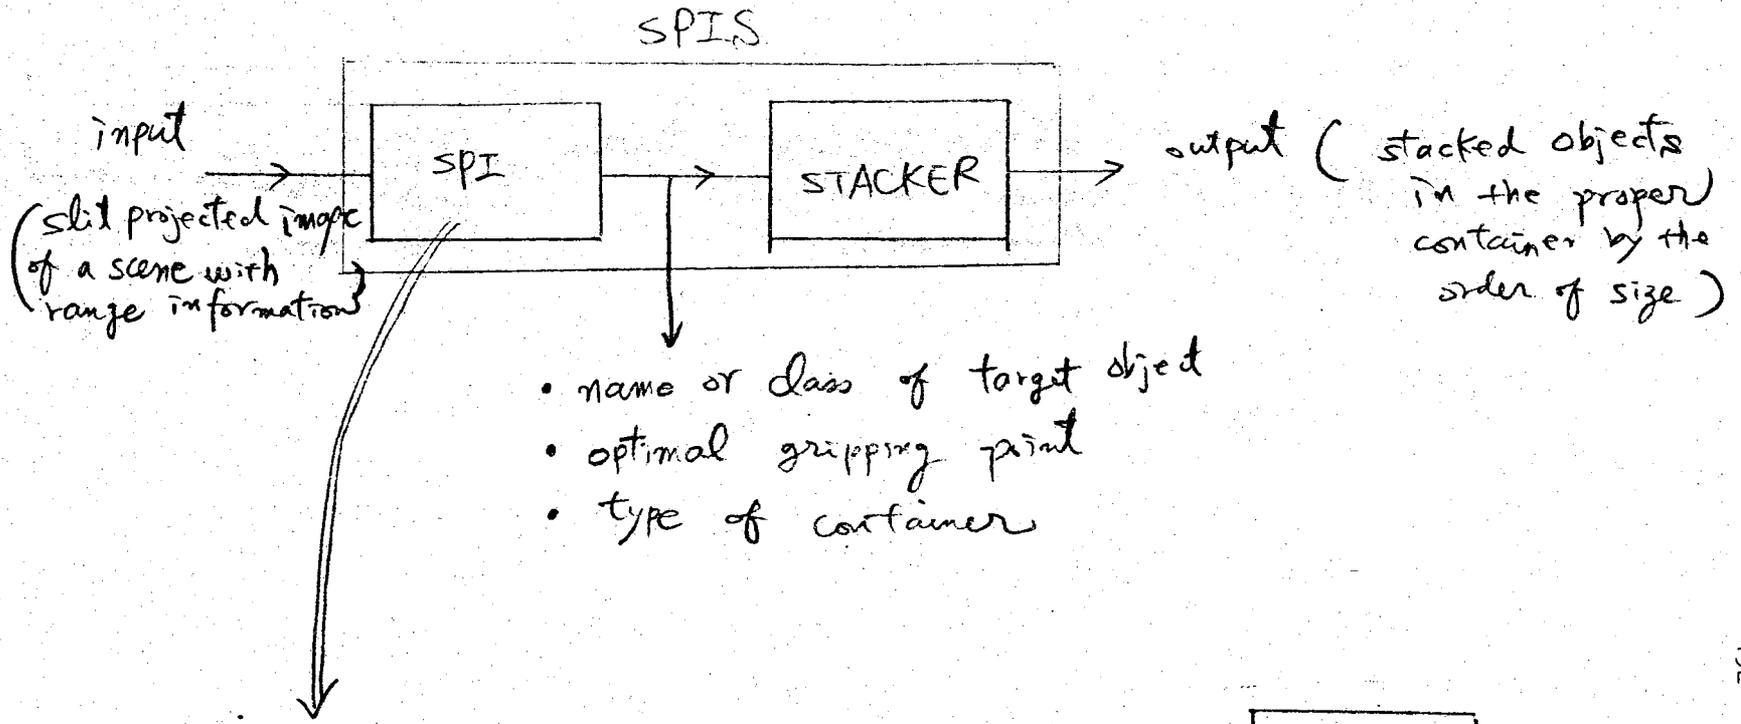 SPIS
input
SPI
STACKER
output ( stacked objects
in the proper
container by the
order of size )
( slit projected image
of a scene with
range information )
• name or class of target object
• optimal gripping point
• type of container